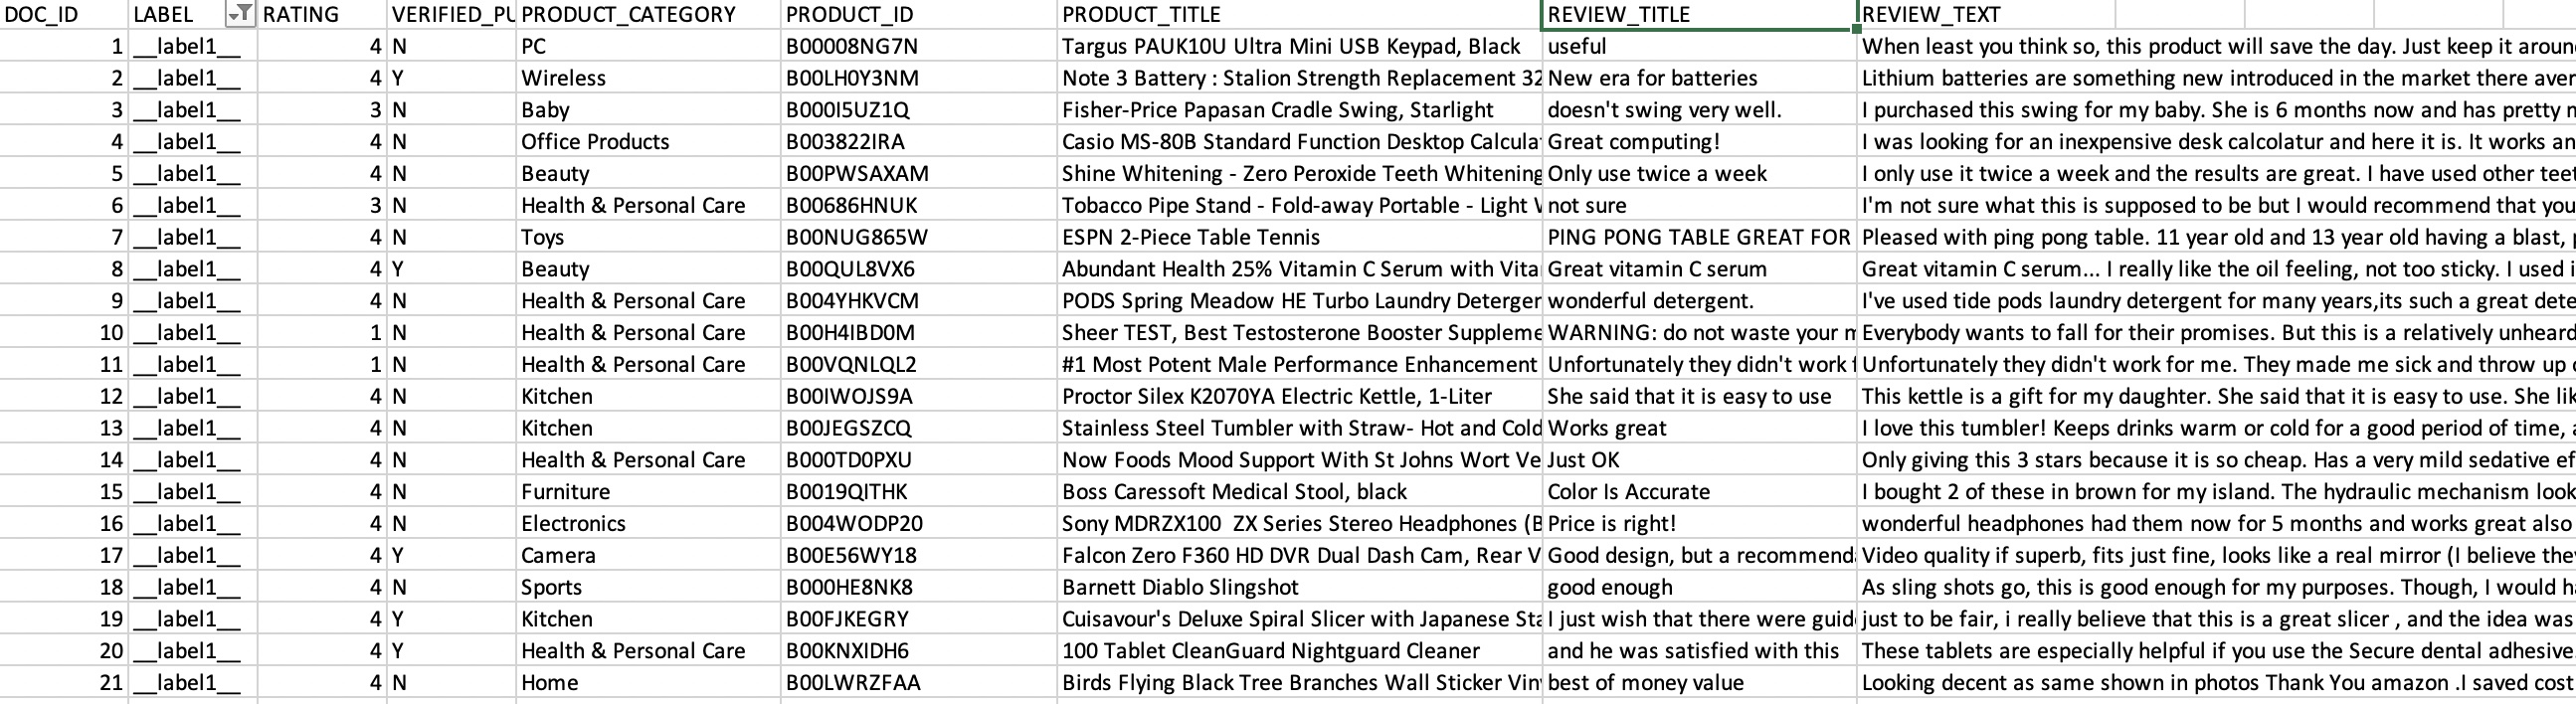 DOC_ID LABEL RATING VERIFIED_PU PRODUCT_CATEGORY PRODUCT_ID PRODUCT_TITLE REVIEW_TITLE REVIEW_TEXT
1 __label1__ 4 N PC B00008NG7N Targus PAUK10U Ultra Mini USB Keypad, Black useful When least you think so, this product will save the day. Just keep it aroun
2 __label1__ 4 Y Wireless B00LH0Y3NM Note 3 Battery : Stalion Strength Replacement 32 New era for batteries Lithium batteries are something new introduced in the market there aver
3 __label1__ 3 N Baby B000I5UZ1Q Fisher-Price Papasan Cradle Swing, Starlight doesn't swing very well. I purchased this swing for my baby. She is 6 months now and has pretty
4 __label1__ 4 N Office Products B003822IRA Casio MS-80B Standard Function Desktop Calcula Great computing! I was looking for an inexpensive desk calcolatur and here it is. It works an
5 __label1__ 4 N Beauty B00PWSAXAM Shine Whitening - Zero Peroxide Teeth Whitening Only use twice a week I only use it twice a week and the results are great. I have used other teet
6 __label1__ 3 N Health & Personal Care B00686HNUK Tobacco Pipe Stand - Fold-away Portable - Light not sure I'm not sure what this is supposed to be but I would recommend that you
7 __label1__ 4 N Toys B00NUG865W ESPN 2-Piece Table Tennis PING PONG TABLE GREAT FOR Pleased with ping pong table. 11 year old and 13 year old having a blast,
8 __label1__ 4 Y Beauty B00QUL8VX6 Abundant Health 25% Vitamin C Serum with Vita Great vitamin C serum Great vitamin C serum... I really like the oil feeling, not too sticky. I used i
9 __label1__ 4 N Health & Personal Care B004YHKVCM PODS Spring Meadow HE Turbo Laundry Deterger wonderful detergent. I've used tide pods laundry detergent for many years,its such a great dete
10 __label1__ 1 N Health & Personal Care B00H4IBD0M Sheer TEST, Best Testosterone Booster Suppleme WARNING: do not waste your m Everybody wants to fall for their promises. But this is a relatively unheard
11 __label1__ 1 N Health & Personal Care B00VQNLQL2 #1 Most Potent Male Performance Enhancement Unfortunately they didn't work f Unfortunately they didn't work for me. They made me sick and throw up
12 __label1__ 4 N Kitchen B00IWOJS9A Proctor Silex K2070YA Electric Kettle, 1-Liter She said that it is easy to use This kettle is a gift for my daughter. She said that it is easy to use. She lik
13 __label1__ 4 N Kitchen B00JEGSZCQ Stainless Steel Tumbler with Straw- Hot and Cold Works great I love this tumbler! Keeps drinks warm or cold for a good period of time,
14 __label1__ 4 N Health & Personal Care B000TD0PXU Now Foods Mood Support With St Johns Wort Ve Just OK Only giving this 3 stars because it is so cheap. Has a very mild sedative ef
15 __label1__ 4 N Furniture B0019QITHK Boss Caressoft Medical Stool, black Color Is Accurate I bought 2 of these in brown for my island. The hydraulic mechanism look
16 __label1__ 4 N Electronics B004WODP20 Sony MDRZX100 ZX Series Stereo Headphones (B Price is right! wonderful headphones had them now for 5 months and works great also
17 __label1__ 4 Y Camera B00E56WY18 Falcon Zero F360 HD DVR Dual Dash Cam, Rear V Good design, but a recommend Video quality if superb, fits just fine, looks like a real mirror (I believe the
18 __label1__ 4 N Sports B000HE8NK8 Barnett Diablo Slingshot good enough As sling shots go, this is good enough for my purposes. Though, I would ha
19 __label1__ 4 Y Kitchen B00FJKEGRY Cuisavour's Deluxe Spiral Slicer with Japanese Sta I just wish that there were guid just to be fair, i really believe that this is a great slicer , and the idea was
20 __label1__ 4 Y Health & Personal Care B00KNXIDH6 100 Tablet CleanGuard Nightguard Cleaner and he was satisfied with this These tablets are especially helpful if you use the Secure dental adhesive
21 __label1__ 4 N Home B00LWRZFAA Birds Flying Black Tree Branches Wall Sticker Vin best of money value Looking decent as same shown in photos Thank You amazon .I saved cost